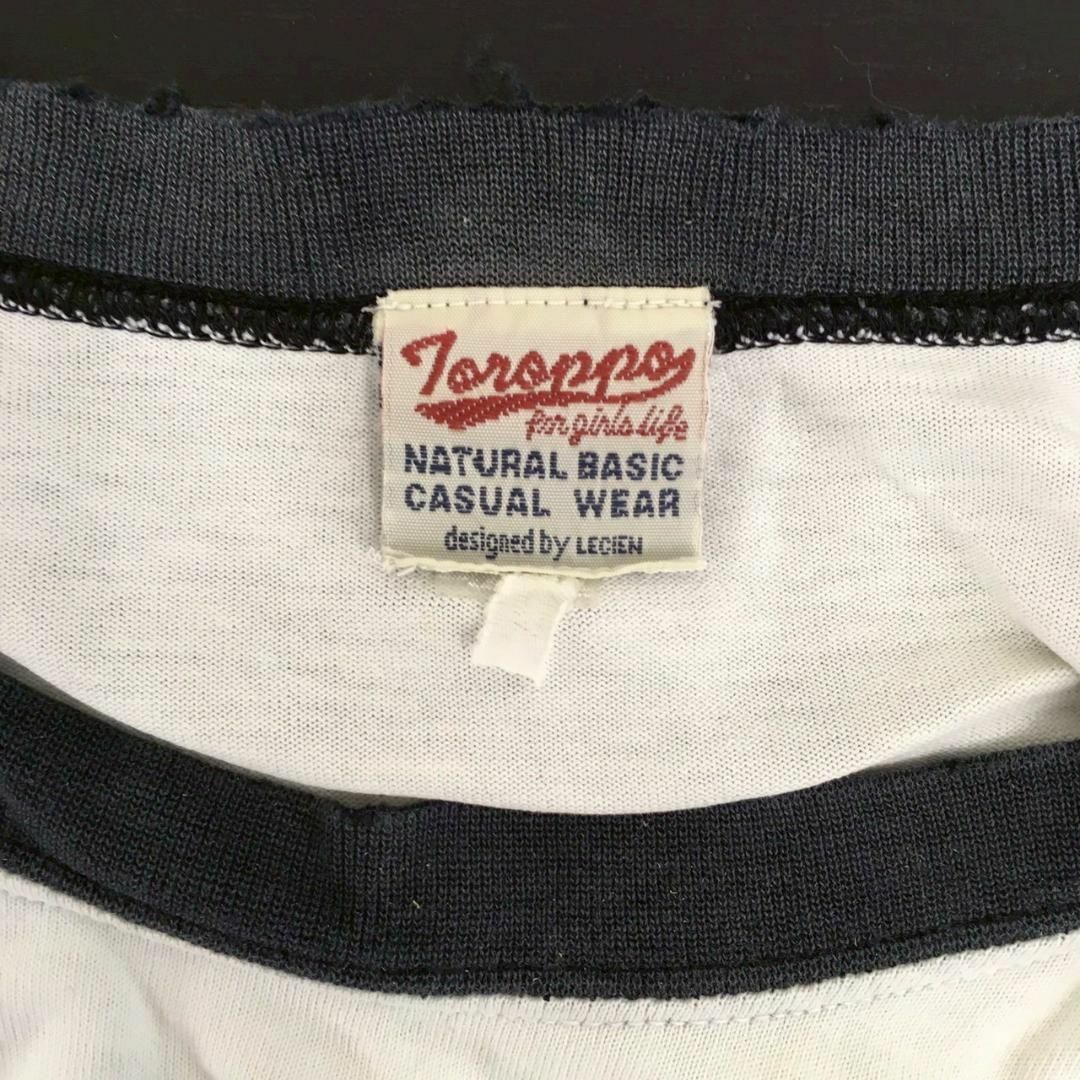 Toroppo
for girls life
NATURAL BASIC
CASUAL WEAR
designed by LECIEN